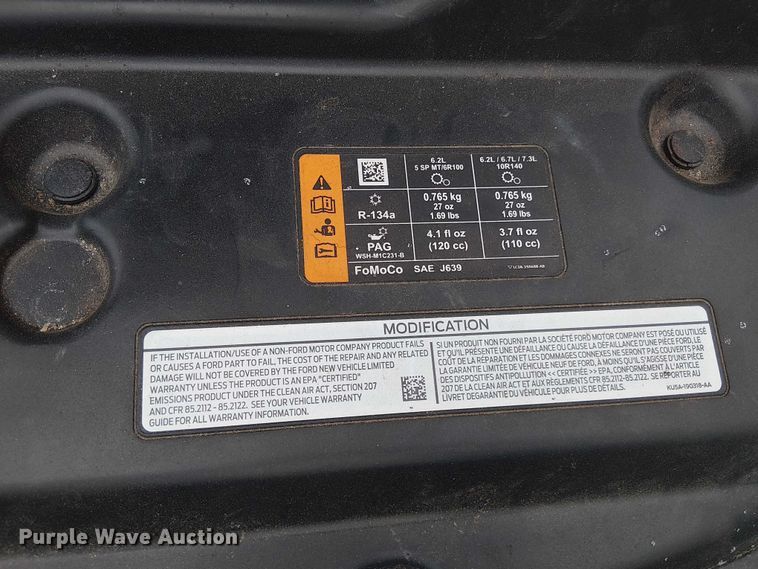 6.2L
5 SP MT/6R100
6.2L / 6.7L / 7.3L
10R140
R-134a
0.765 kg
27 oz
1.69 lbs
0.765 kg
27 oz
1.69 lbs
PAG
WSH-M1C231-B
4.1 fl oz
(120 cc)
3.7 fl oz
(110 cc)
FoMoCo SAE J639
MODIFICATION
IF THE INSTALLATION/USE OF A NON-FORD MOTOR COMPANY PRODUCT FAILS
OR CAUSES A FORD PART TO FAIL, THE COST OF THE REPAIR AND ANY RELATED
DAMAGE WILL NOT BE COVERED BY THE FORD NEW VEHICLE LIMITED
WARRANTY UNLESS THE PRODUCT IS AN EPA "CERTIFIED"
EMISSION PRODUCT UNDER THE CLEAN AIR ACT, SECTION 207
AND CFR 85.2112 - 85.2122. SEE YOUR VEHICLE WARRANTY
GUIDE FOR ALL WARRANTY INFORMATION.
SI UN PRODUIT NON FOURNI PAR LA SOCIÉTÉ FORD MOTOR COMPANY EST POSÉ OU UTILISÉ
ET QU'IL PRÉSENTE UNE DÉFAILLANCE OU CAUSE LA DÉFAILLANCE D'UNE PIÈCE FORD, LE
COÛT DE LA RÉPARATION ET LES DOMMAGES CONNEXES NE SERONT PAS COUVERTS PAR
LA GARANTIE LIMITÉE DU VÉHICULE NEUF DE FORD, À MOINS QU'IL S'AGISSE D'UN
DES DISPOSITIFS ANTIPOLLUTION << CERTIFIÉ >> EPA, CONFORMÉMENT À L'ARTICLE
207 DE LA CLEAN AIR ACT ET AUX RÈGLEMENTS CFR 85.2112-85.2122. SE REPORTER AU
LIVRET DE GARANTIE DU VÉHICULE POUR PLUS DE DÉTAILS.
KU5A-19G318-AA
Purple Wave Auction